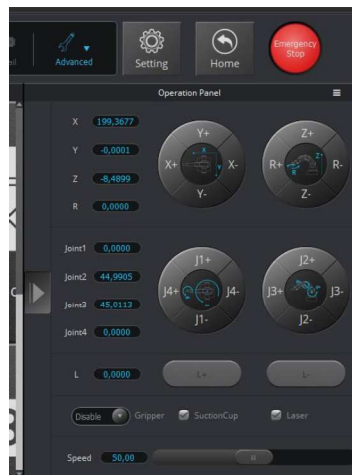 Advanced
Setting
Home
Emergency
Stop
Operation Panel
X 199,3677
Y -0,0001
Z -8,4899
R 0,0000
Y+
X+ X-
Y-
Z+
R+ R-
Z-
Joint1 0,0000
Joint2 44,9905
Joint3 45,0113
Joint4 0,0000
J1+
J4+ J4-
J1-
J2+
J3+ J3-
J2-
L 0,0000
L+ L-
Disable Gripper SuctionCup Laser
Speed 50,00